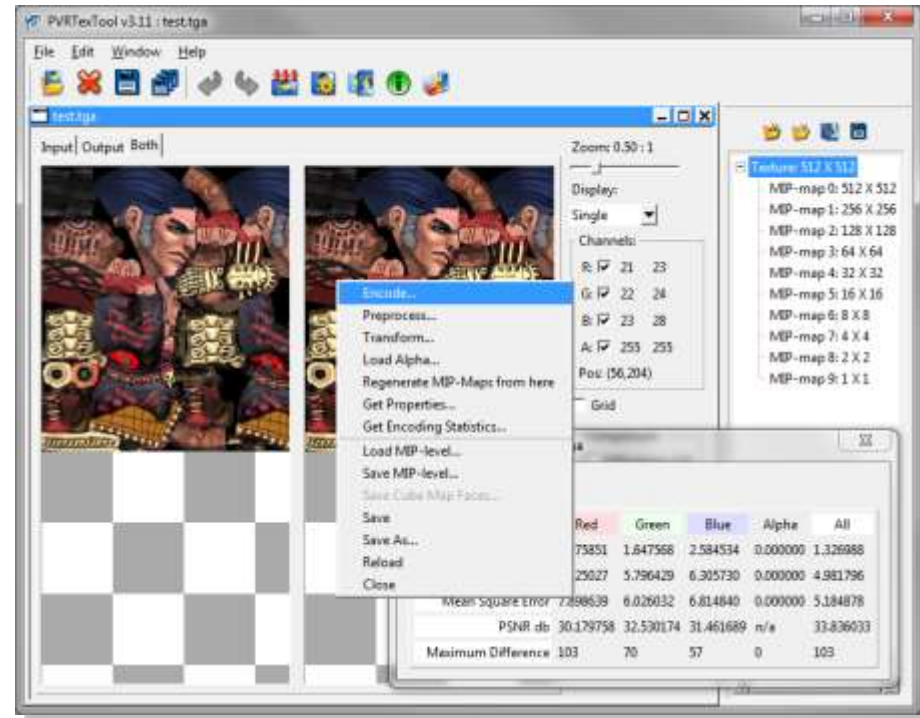 PVRTexTool v3.11 : test.tga
File Edit Window Help
test.tga
Input Output Both
Zoom: 0.50 : 1
Display:
Single
Channels:
R: 21 23
G: 22 24
B: 23 28
A: 255 255
Pos: (56,204)
Grid
Texture: 512 X 512
MIP-map 0: 512 X 512
MIP-map 1: 256 X 256
MIP-map 2: 128 X 128
MIP-map 3: 64 X 64
MIP-map 4: 32 X 32
MIP-map 5: 16 X 16
MIP-map 6: 8 X 8
MIP-map 7: 4 X 4
MIP-map 8: 2 X 2
MIP-map 9: 1 X 1
Encode...
Preprocess...
Transform...
Load Alpha...
Regenerate MIP-Maps from here
Get Properties...
Get Encoding Statistics...
Load MIP-level...
Save MIP-level...
Save Cube Map Faces...
Save
Save As...
Reload
Close
Red Green Blue Alpha All
75851 1.647568 2.584534 0.000000 1.326988
25027 5.796429 6.305730 0.000000 4.981796
Mean Square Error 7.898639 6.026032 6.814840 0.000000 5.184878
PSNR db 30.179758 32.530174 31.461689 n/a 33.836033
Maximum Difference 103 70 57 0 103